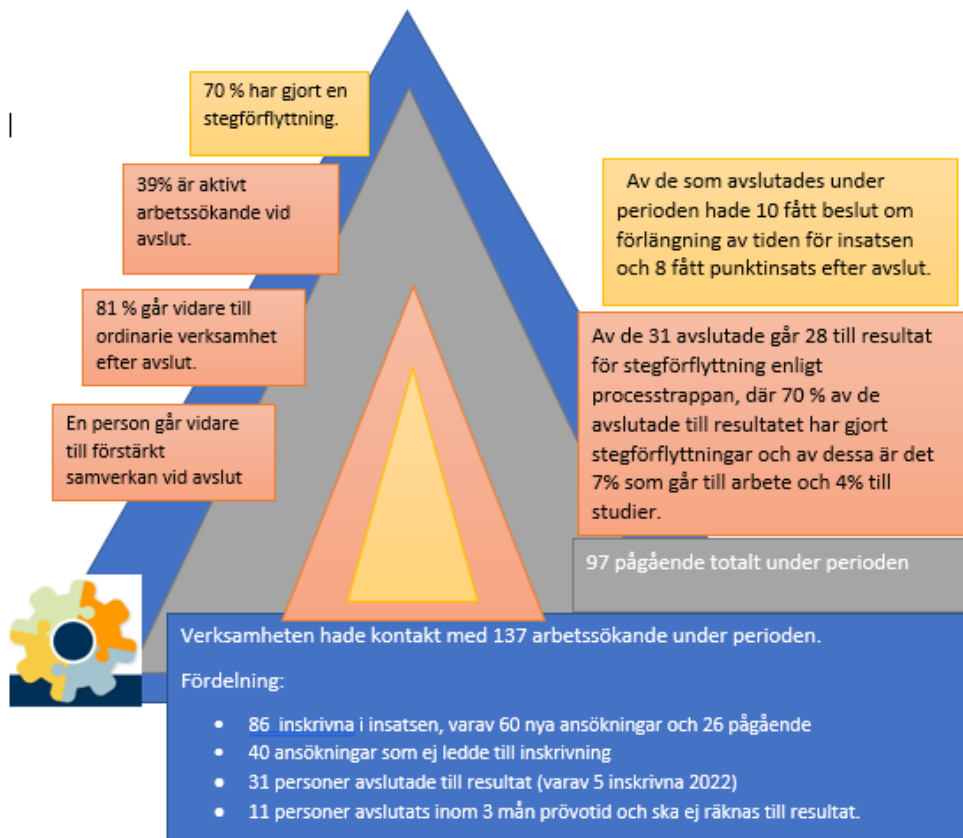 70 % har gjort en
stegförflyttning.
39% är aktivt
arbetssökande vid
avslut.
81 % går vidare till
ordinarie verksamhet
efter avslut.
En person går vidare
till förstärkt
samverkan vid avslut
Av de som avslutades under
perioden hade 10 fått beslut om
förlängning av tiden för insatsen
och 8 fått punktinsats efter avslut.
Av de 31 avslutade går 28 till resultat
för stegförflyttning enligt
processtrappan, där 70 % av de
avslutade till resultatet har gjort
stegförflyttningar och av dessa är det
7% som går till arbete och 4% till
studier.
97 pågående totalt under perioden
Verksamheten hade kontakt med 137 arbetssökande under perioden.
Fördelning:
• 86 inskrivna i insatsen, varav 60 nya ansökningar och 26 pågående
• 40 ansökningar som ej ledde till inskrivning
• 31 personer avslutade till resultat (varav 5 inskrivna 2022)
• 11 personer avslutats inom 3 mån prövotid och ska ej räknas till resultat.